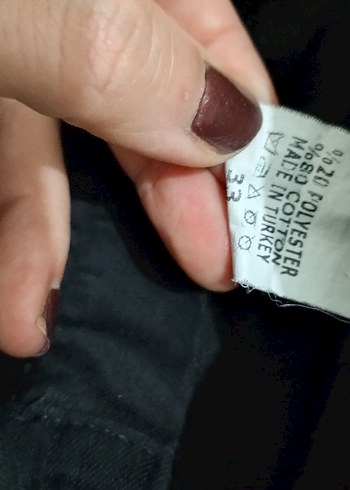 %20 POLYESTER
%80 COTTON
MADE IN TURKEY
33